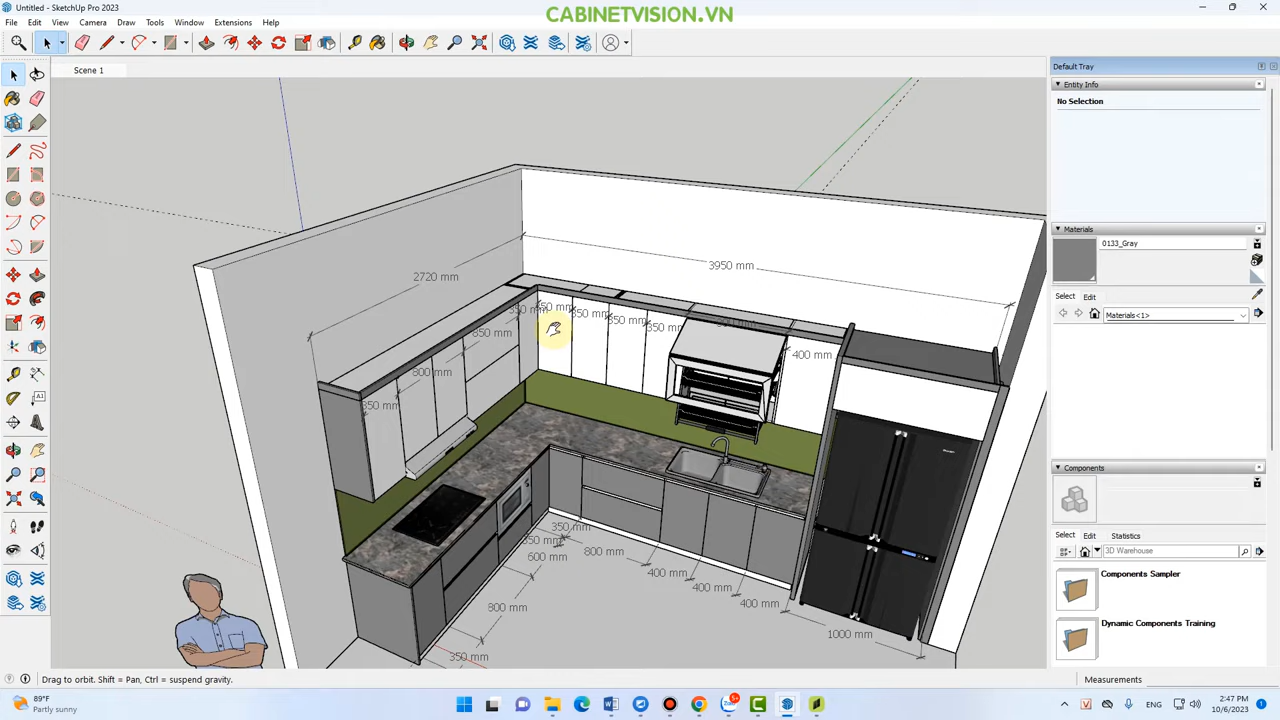 Untitled - SketchUp Pro 2023
CABINETVISION.VN
File Edit View Camera Draw Tools Window Extensions Help
Scene 1
Default Tray
Entity Info
No Selection
Materials
0133_Gray
Select Edit
Materials<1>
Components
Select Edit Statistics
3D Warehouse
Components Sampler
Dynamic Components Training
3950 mm
2720 mm
350 mm
350 mm
350 mm
350 mm
850 mm
400 mm
800 mm
350 mm
350 mm
350 mm
600 mm
800 mm
400 mm
400 mm
400 mm
800 mm
1000 mm
350 mm
Drag to orbit. Shift = Pan, Ctrl = suspend gravity.
Measurements
89°F
Partly sunny
5+
ENG
2:47 PM
10/6/2023